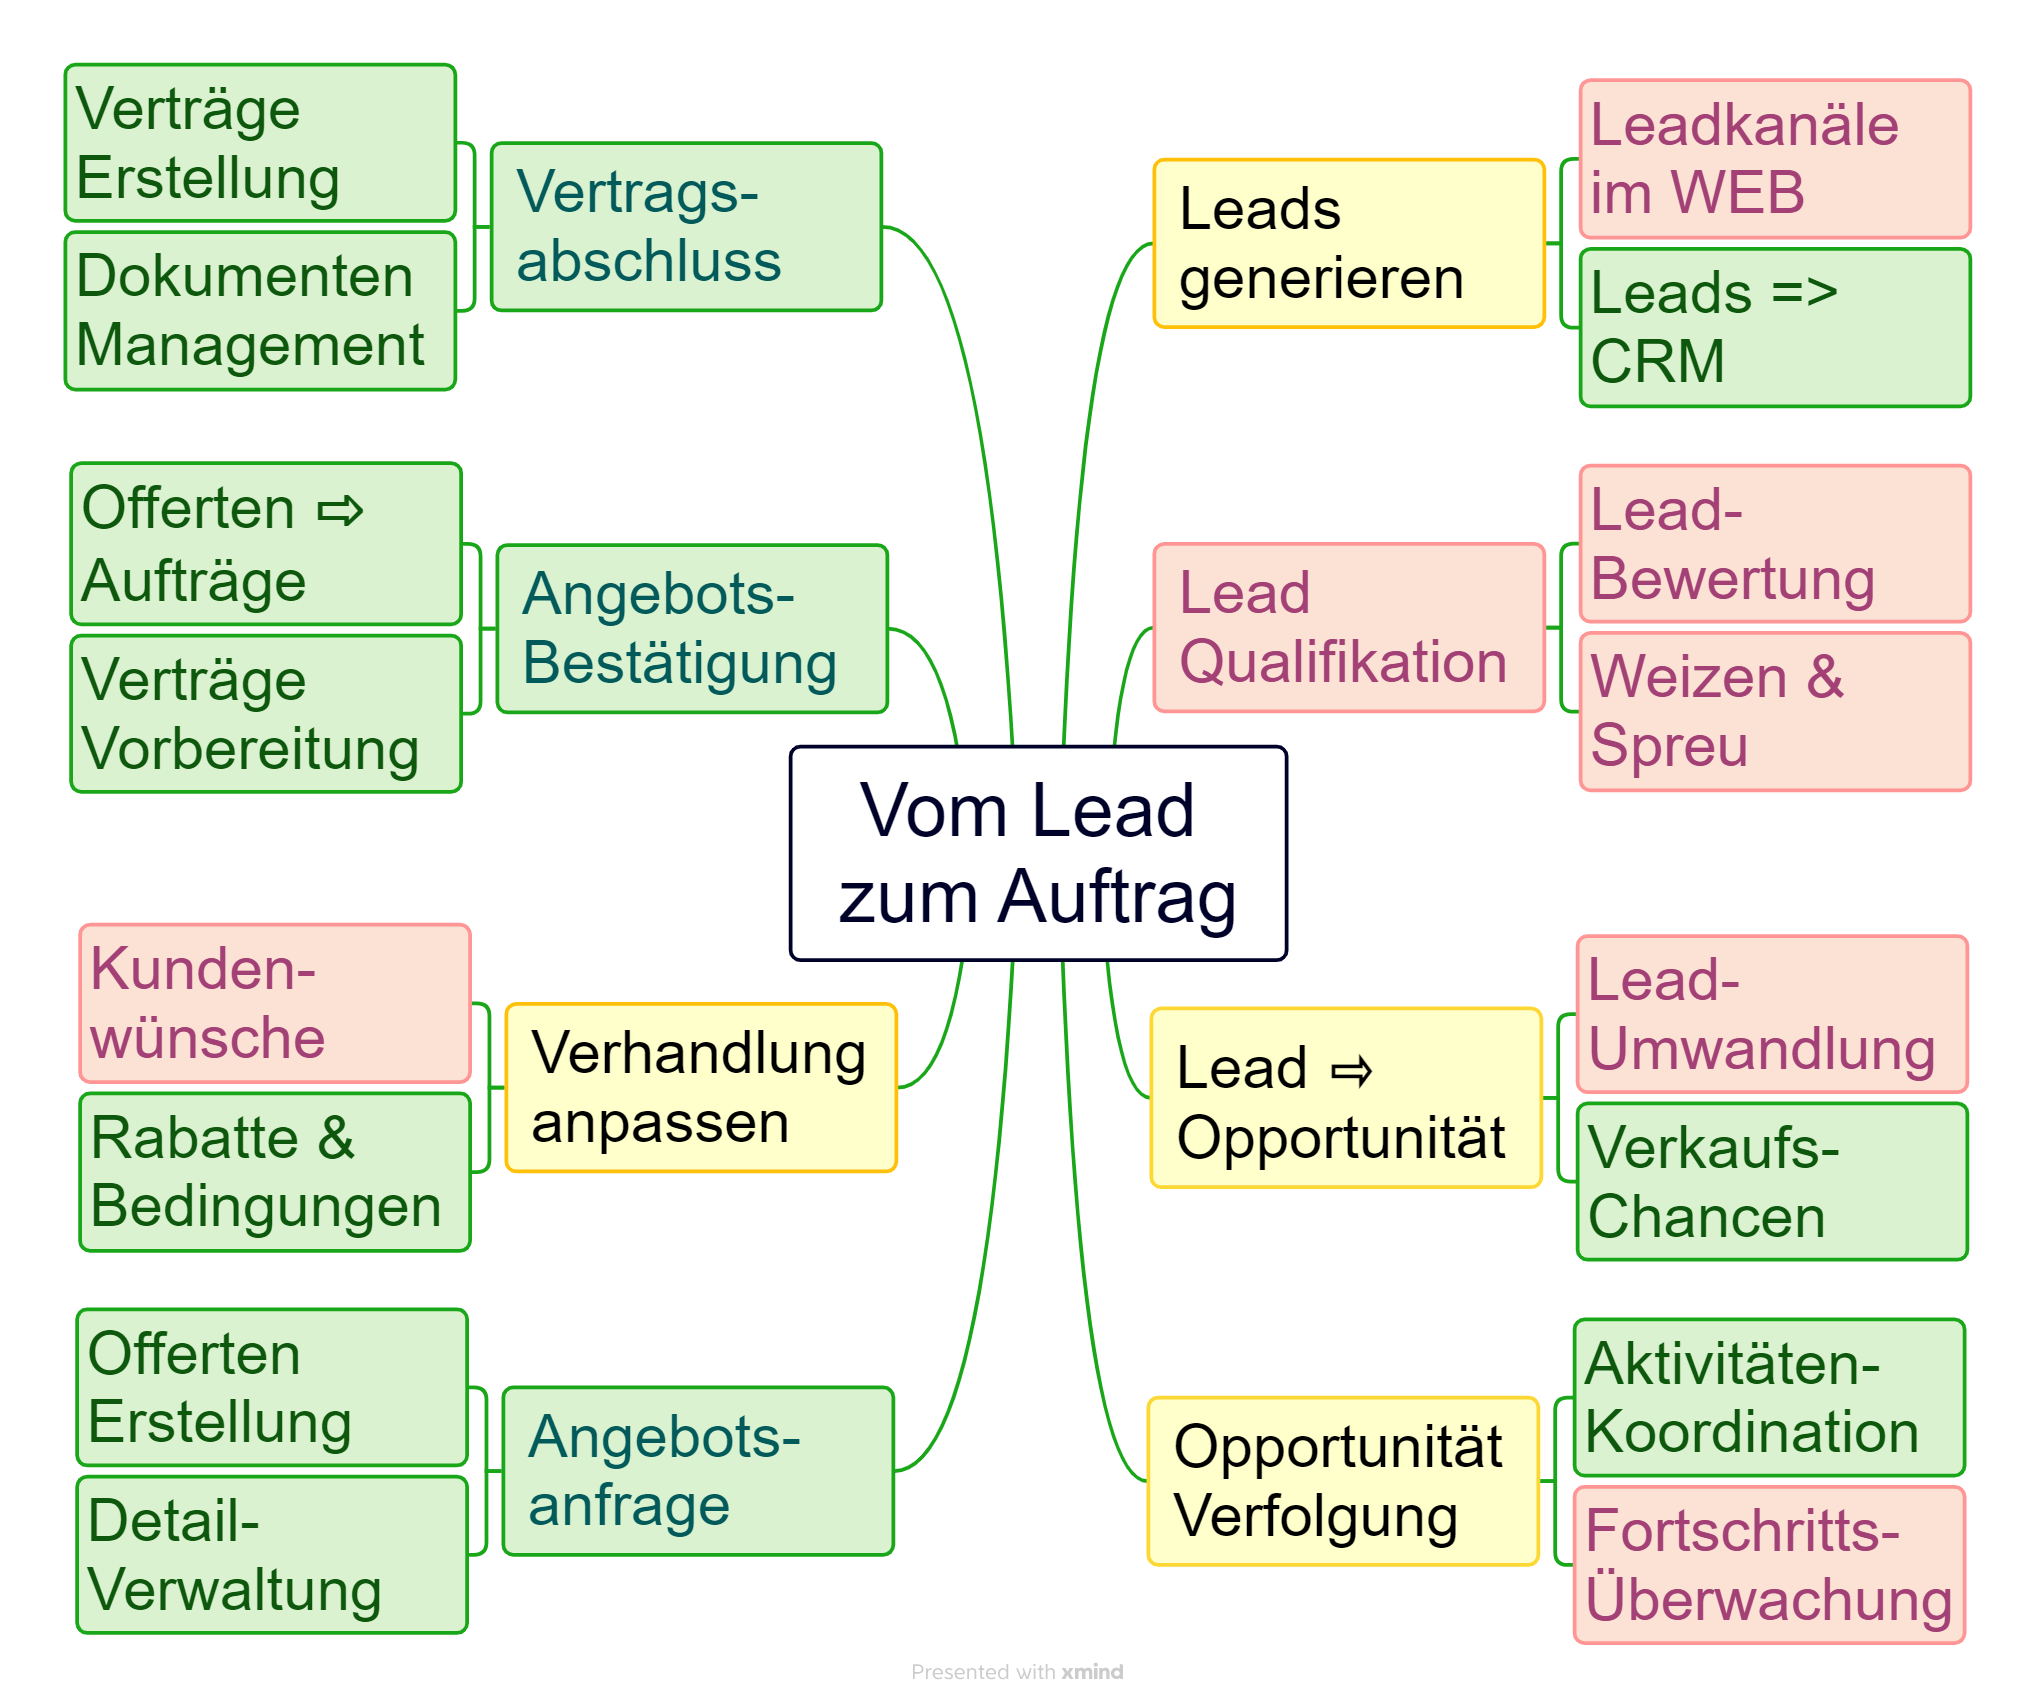 Vom Lead
zum Auftrag
Leads
generieren
Leadkanäle
im WEB
Leads =>
CRM
Lead
Qualifikation
Lead-
Bewertung
Weizen &
Spreu
Lead ⇨
Opportunität
Lead-
Umwandlung
Verkaufs-
Chancen
Opportunität
Verfolgung
Aktivitäten-
Koordination
Fortschritts-
Überwachung
Angebots-
anfrage
Offerten
Erstellung
Detail-
Verwaltung
Verhandlung
anpassen
Kunden-
wünsche
Rabatte &
Bedingungen
Angebots-
Bestätigung
Offerten ⇨
Aufträge
Verträge
Vorbereitung
Vertrags-
abschluss
Verträge
Erstellung
Dokumenten
Management
Presented with xmind